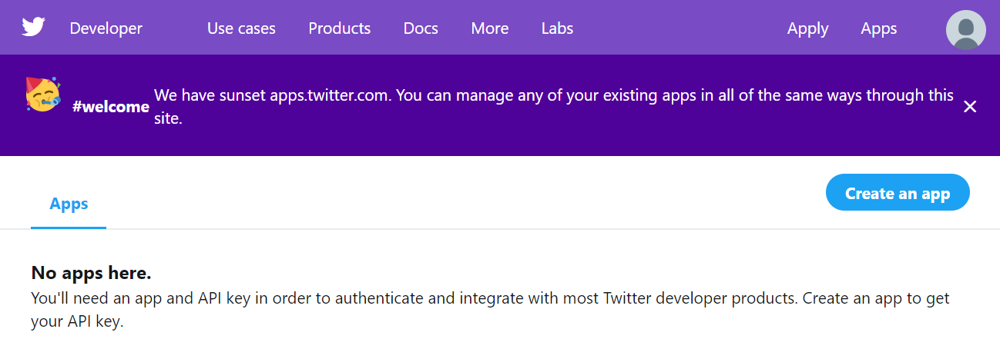 Developer Use cases Products Docs More Labs Apply Apps
#welcome We have sunset apps.twitter.com. You can manage any of your existing apps in all of the same ways through this
site.
Apps
Create an app
No apps here.
You'll need an app and API key in order to authenticate and integrate with most Twitter developer products. Create an app to get
your API key.